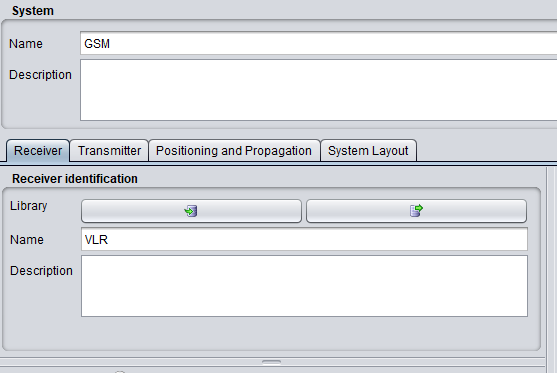 System
Name GSM
Description
Receiver Transmitter Positioning and Propagation System Layout
Receiver identification
Library
Name VLR
Description